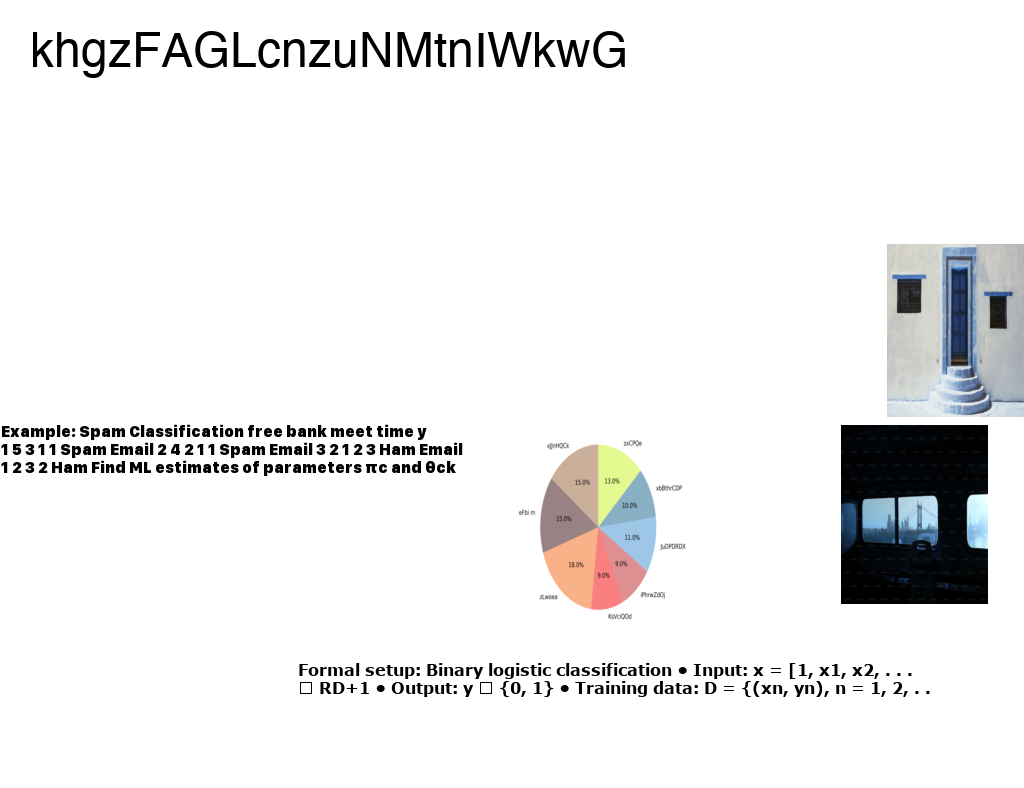 khgzFAGLcnzuNMtnIWkwG
Example: Spam Classification free bank meet time y
1 5 3 1 1 Spam Email 2 4 2 1 1 Spam Email 3 2 1 2 3 Ham Email
1 2 3 2 Ham Find ML estimates of parameters πc and θck
xJjnHQCk
zxCPQe
15.0%
13.0%
xbBthrCDP
10.0%
eFbi m
15.0%
11.0%
JuDPDRDX
18.0%
9.0%
9.0%
zLwoea
iPhrwZdOj
KsVciQOd
Formal setup: Binary logistic classification • Input: x = [1, x1, x2, . . .
□ RD+1 • Output: y □ {0, 1} • Training data: D = {(xn, yn), n = 1, 2, . .